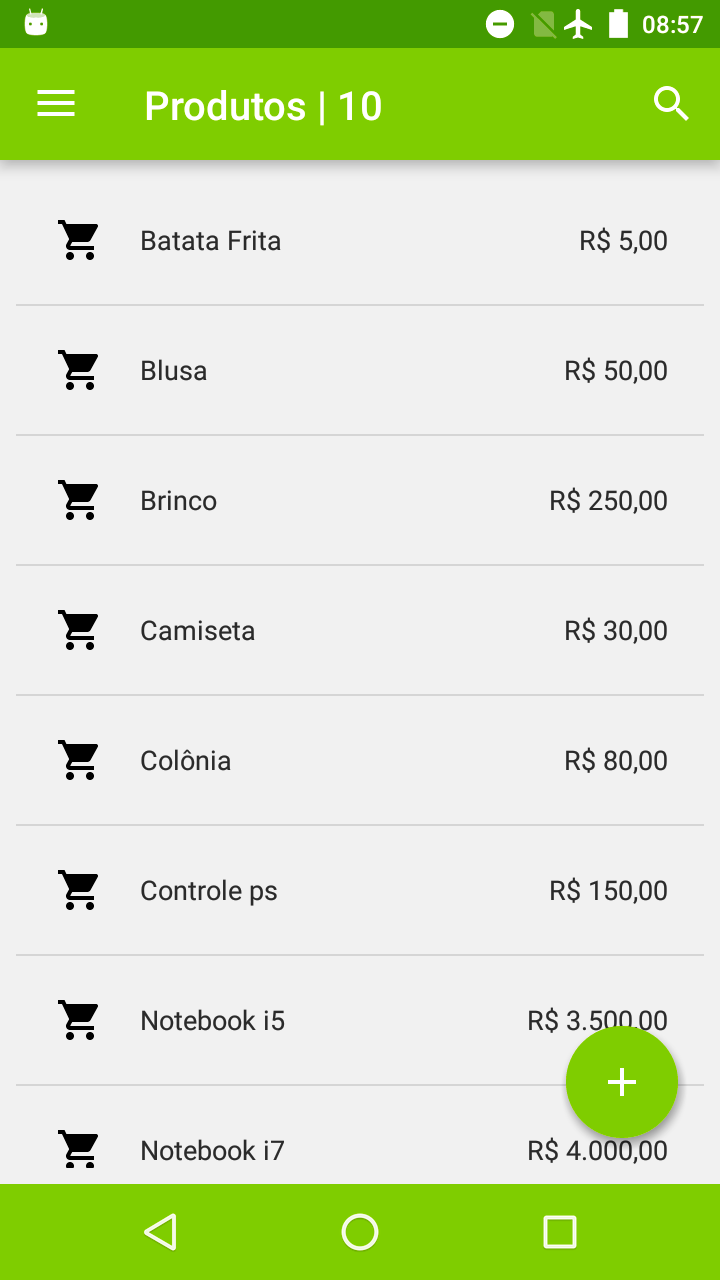 08:57
Produtos | 10
Batata Frita R$ 5,00
Blusa R$ 50,00
Brinco R$ 250,00
Camiseta R$ 30,00
Colônia R$ 80,00
Controle ps R$ 150,00
Notebook i5 R$ 3.500,00
Notebook i7 R$ 4.000,00